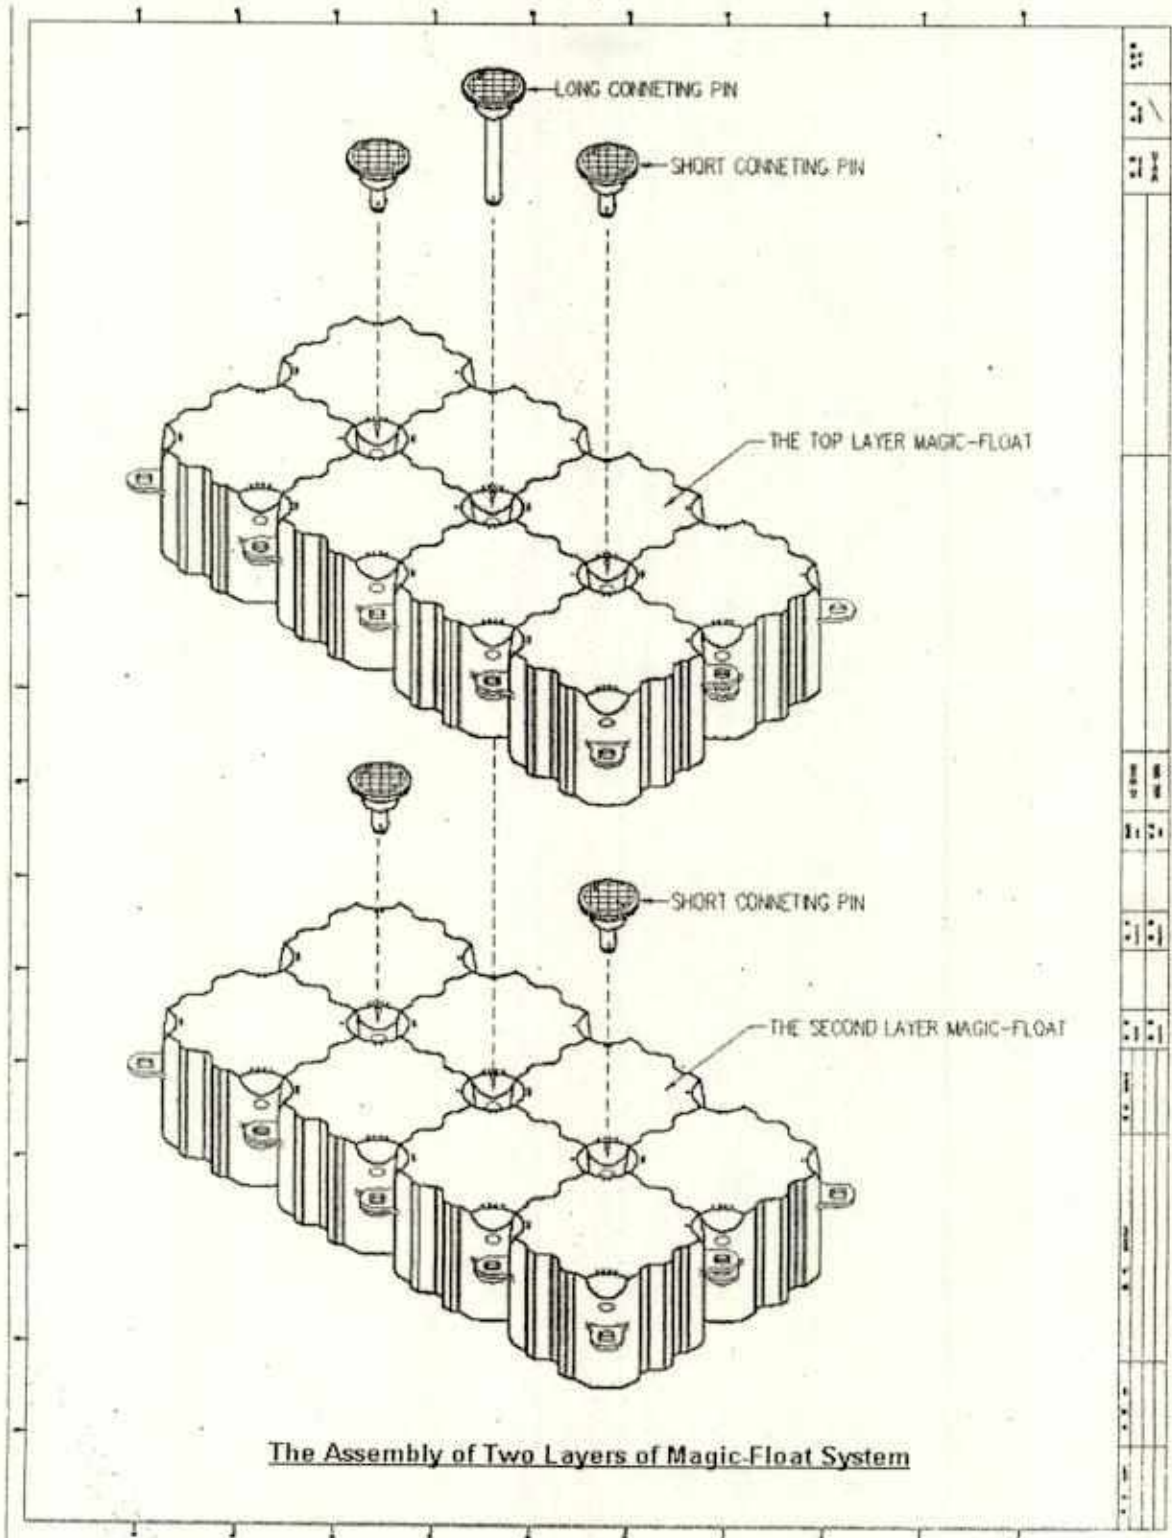 LONG CONNETING PIN
SHORT CONNETING PIN
THE TOP LAYER MAGIC-FLOAT
SHORT CONNETING PIN
THE SECOND LAYER MAGIC-FLOAT
The Assembly of Two Layers of Magic-Float System